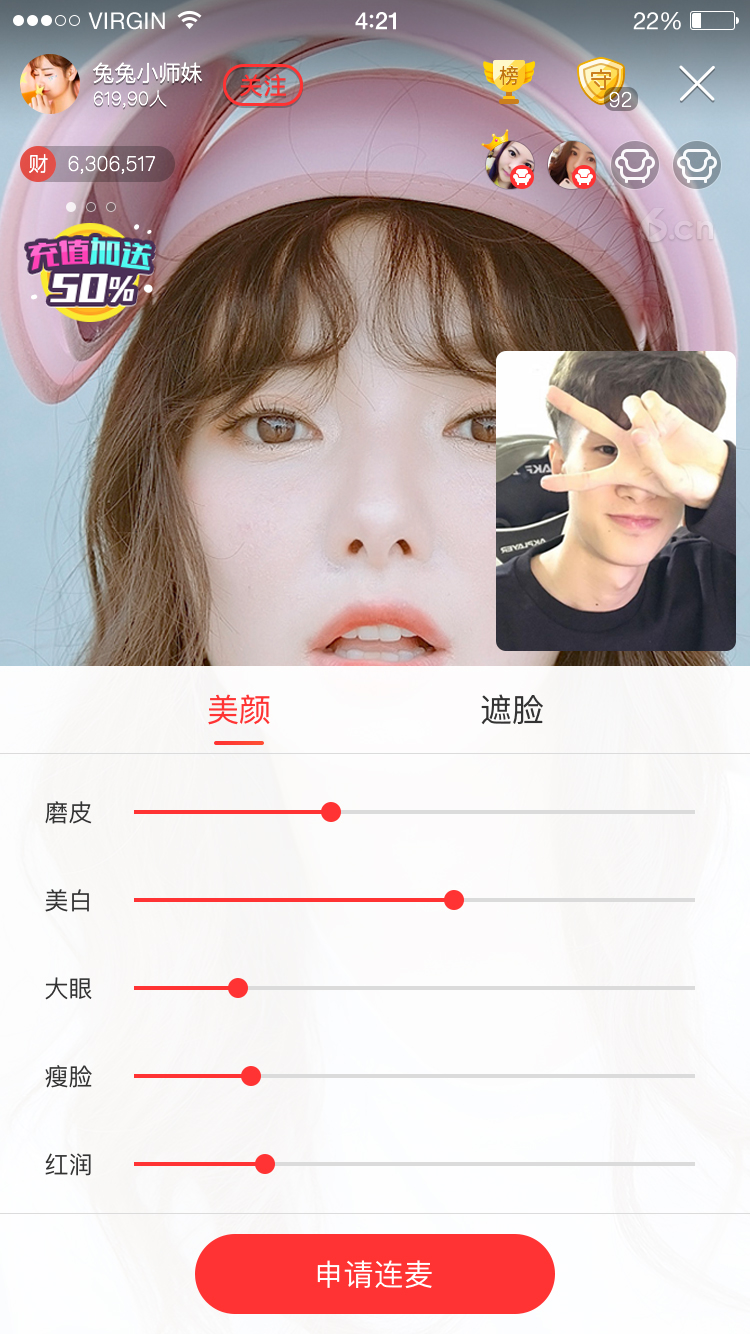 VIRGIN 4:21 22%
兔兔小师妹 关注 榜 守
619,90人 92
财 6,306,517
6.cn
充值加送
50%
AKPLAYER
美颜 遮脸
磨皮
美白
大眼
瘦脸
红润
申请连麦